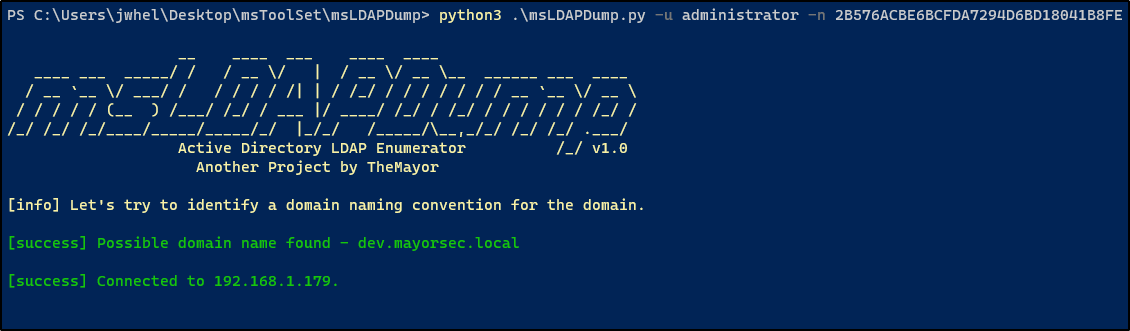 PS C:\Users\jwhel\Desktop\msToolSet\msLDAPDump> python3 .\msLDAPDump.py -u administrator -n 2B576ACBE6BCFDA7294D6BD18041B8FE
msLDAPDump
Active Directory LDAP Enumerator v1.0
Another Project by TheMayor
[info] Let's try to identify a domain naming convention for the domain.
[success] Possible domain name found - dev.mayorsec.local
[success] Connected to 192.168.1.179.